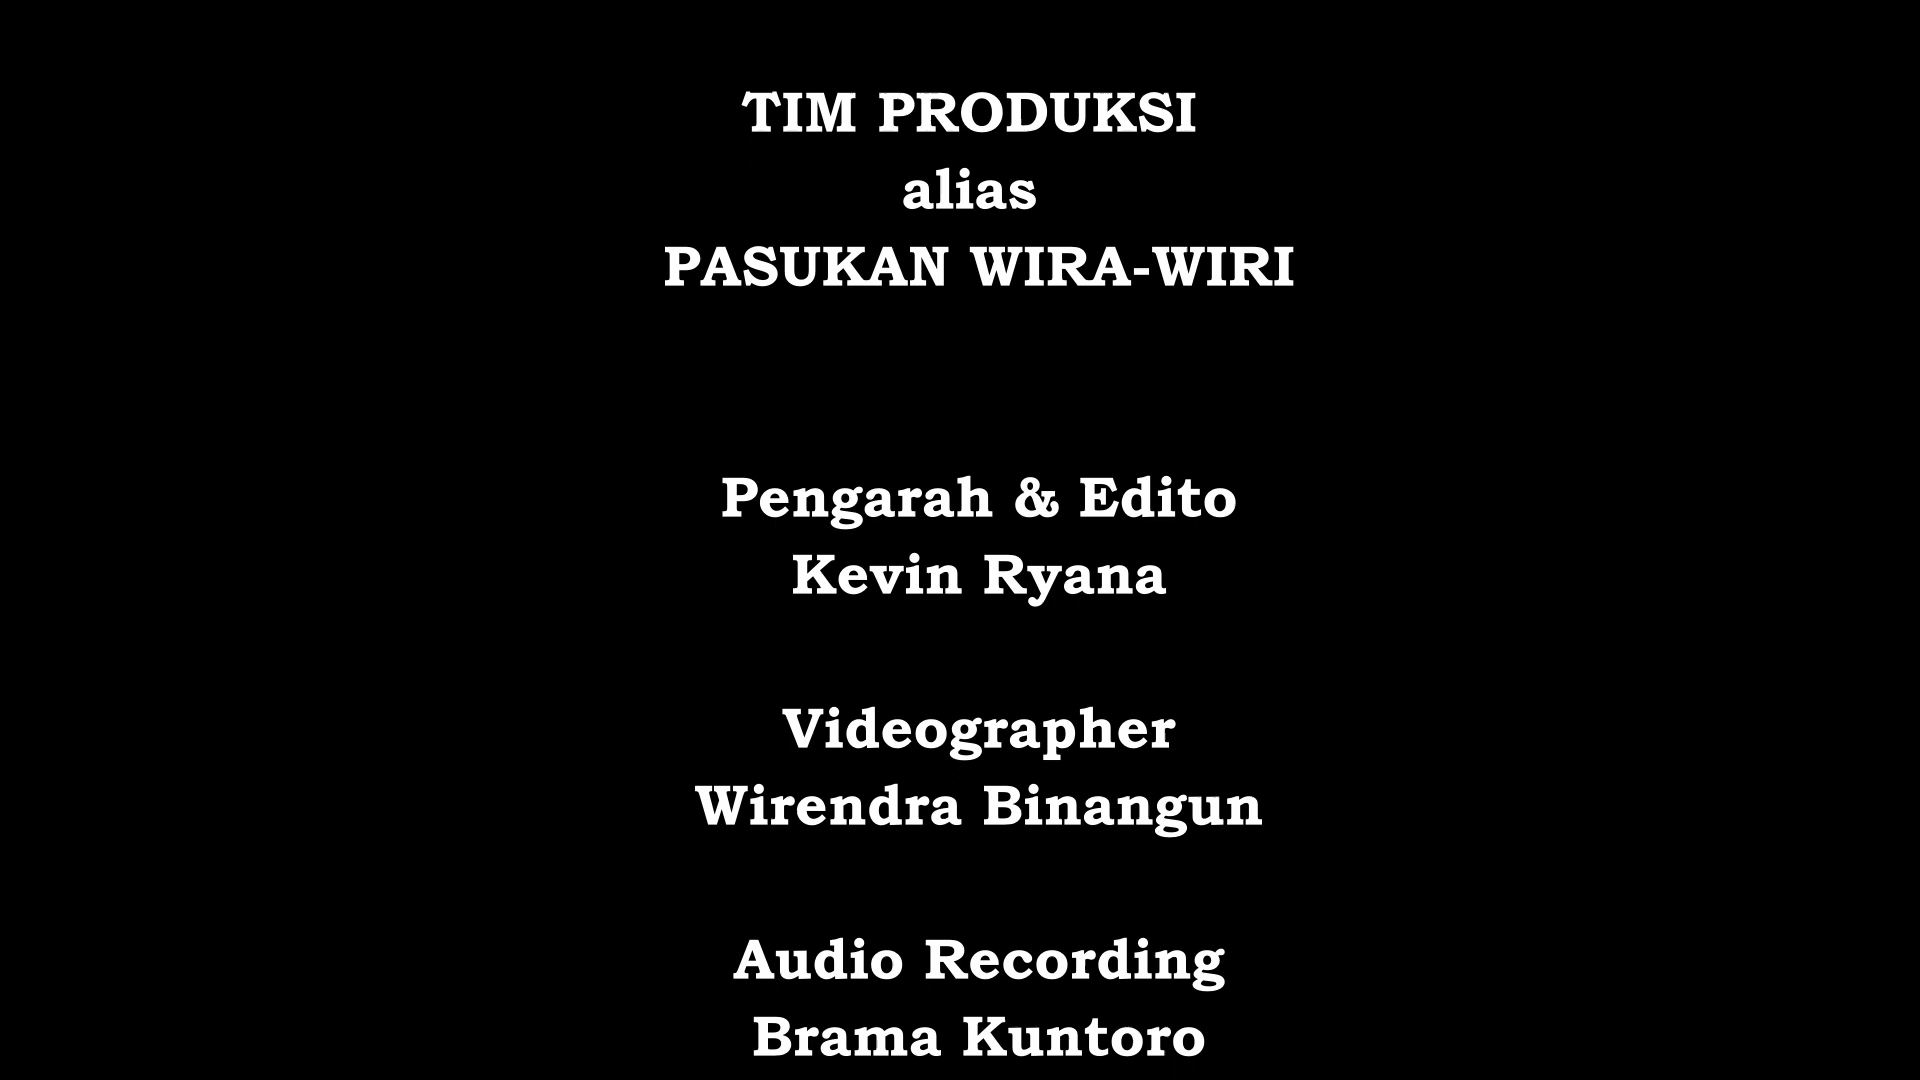 TIM PRODUKSI
alias
PASUKAN WIRA-WIRI
Pengarah & Edito
Kevin Ryana
Videographer
Wirendra Binangun
Audio Recording
Brama Kuntoro